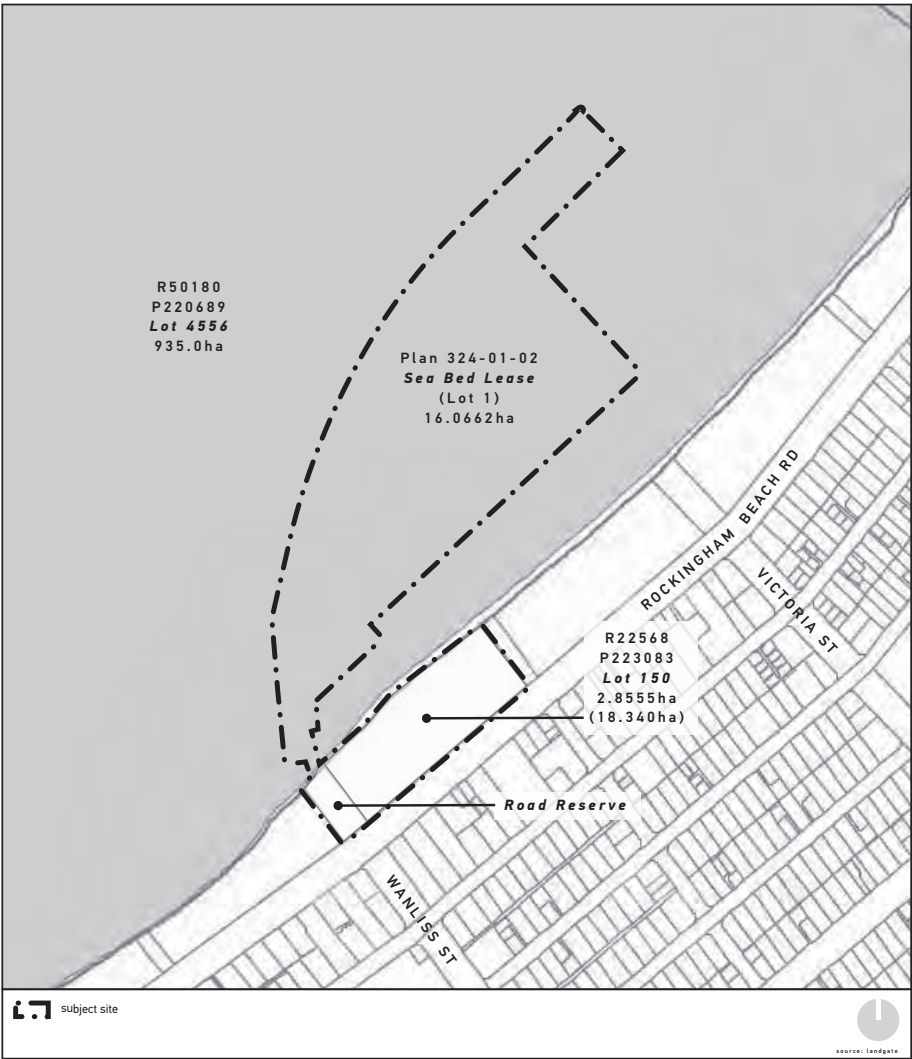 R50180
P220689
Lot 4556
935.0ha
Plan 324-01-02
Sea Bed Lease
(Lot 1)
16.0662ha
ROCKINGHAM BEACH RD
VICTORIA ST
R22568
P223083
Lot 150
2.8555ha
(18.340ha)
Road Reserve
WANLISS ST
subject site
source: landgate